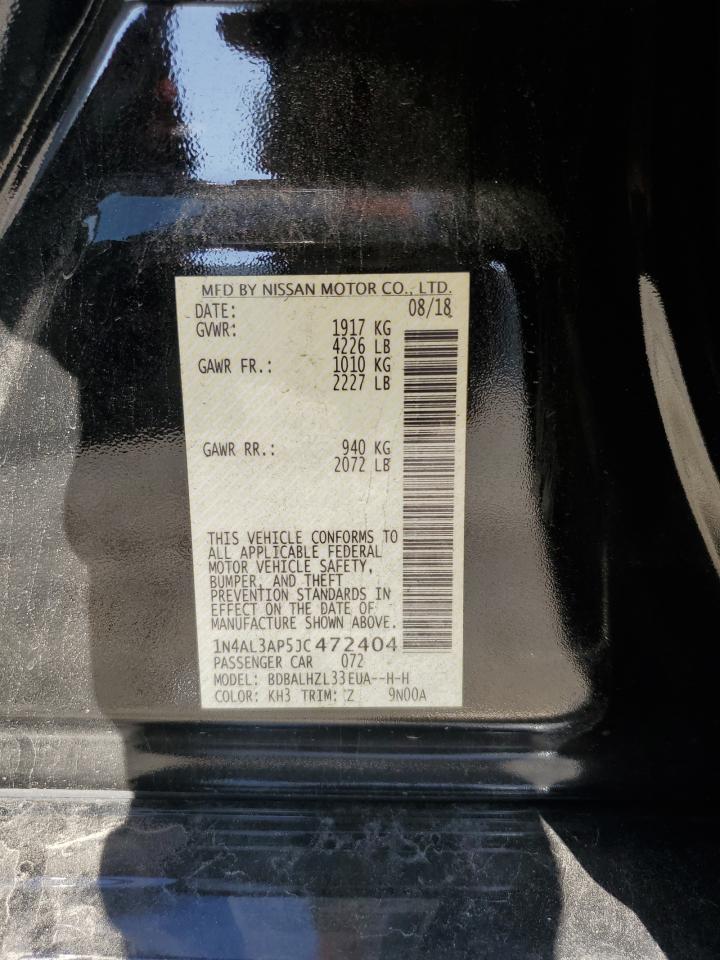 MFD BY NISSAN MOTOR CO., LTD.
DATE: 08/18
GVWR: 1917 KG
4226 LB
GAWR FR.: 1010 KG
2227 LB
GAWR RR.: 940 KG
2072 LB
THIS VEHICLE CONFORMS TO
ALL APPLICABLE FEDERAL
MOTOR VEHICLE SAFETY,
BUMPER, AND THEFT
PREVENTION STANDARDS IN
EFFECT ON THE DATE OF
MANUFACTURE SHOWN ABOVE.
1N4AL3AP5JC472404
PASSENGER CAR 072
MODEL: BDBALHZL33EUA--H-H
COLOR: KH3 TRIM: Z 9N00A